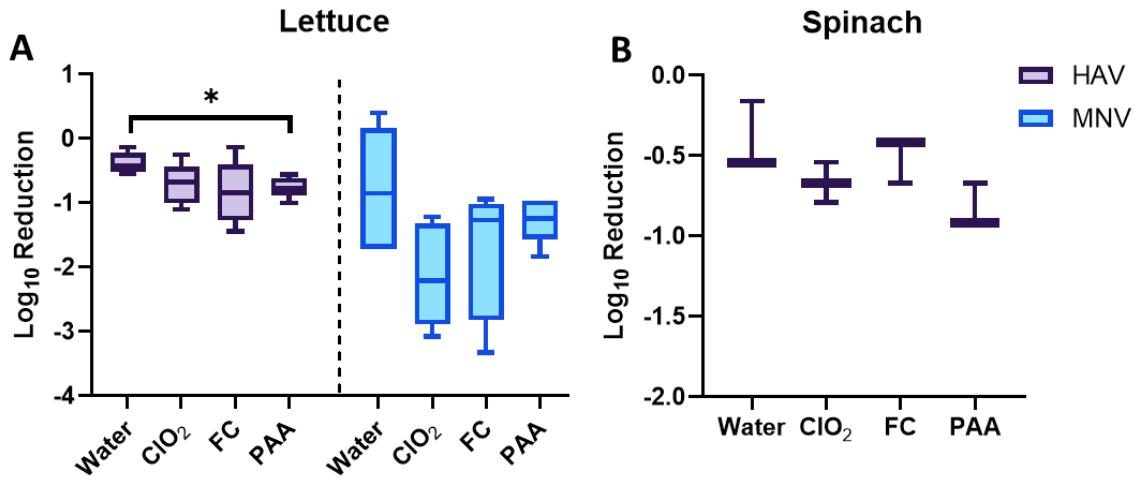 Lettuce
A
Log10 Reduction
1
0
-1
-2
-3
-4
*
Water
ClO2
FC
PAA
Water
ClO2
FC
PAA
Spinach
B
Log10 Reduction
0.0
-0.5
-1.0
-1.5
-2.0
Water
ClO2
FC
PAA
HAV
MNV